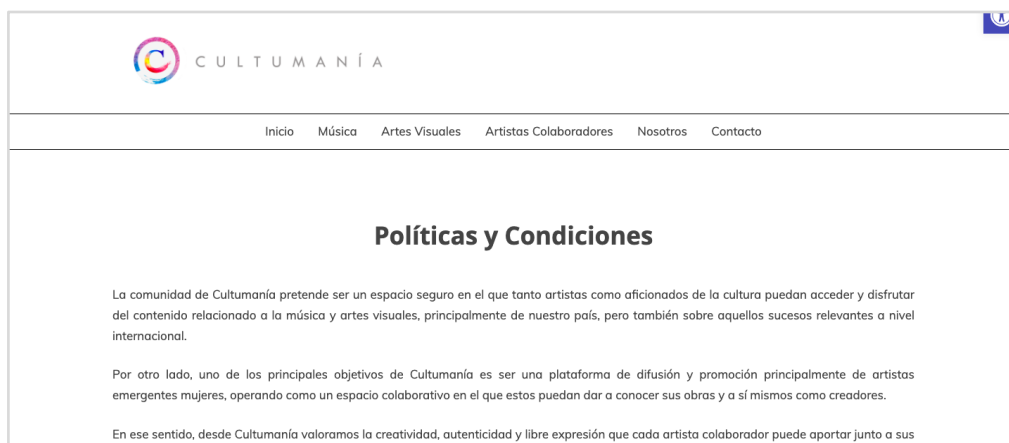 C CULTUMANÍA
Inicio Música Artes Visuales Artistas Colaboradores Nosotros Contacto
Políticas y Condiciones
La comunidad de Cultumanía pretende ser un espacio seguro en el que tanto artistas como aficionados de la cultura puedan acceder y disfrutar
del contenido relacionado a la música y artes visuales, principalmente de nuestro país, pero también sobre aquellos sucesos relevantes a nivel
internacional.
Por otro lado, uno de los principales objetivos de Cultumanía es ser una plataforma de difusión y promoción principalmente de artistas
emergentes mujeres, operando como un espacio colaborativo en el que estos puedan dar a conocer sus obras y a sí mismos como creadores.
En ese sentido, desde Cultumanía valoramos la creatividad, autenticidad y libre expresión que cada artista colaborador puede aportar junto a sus